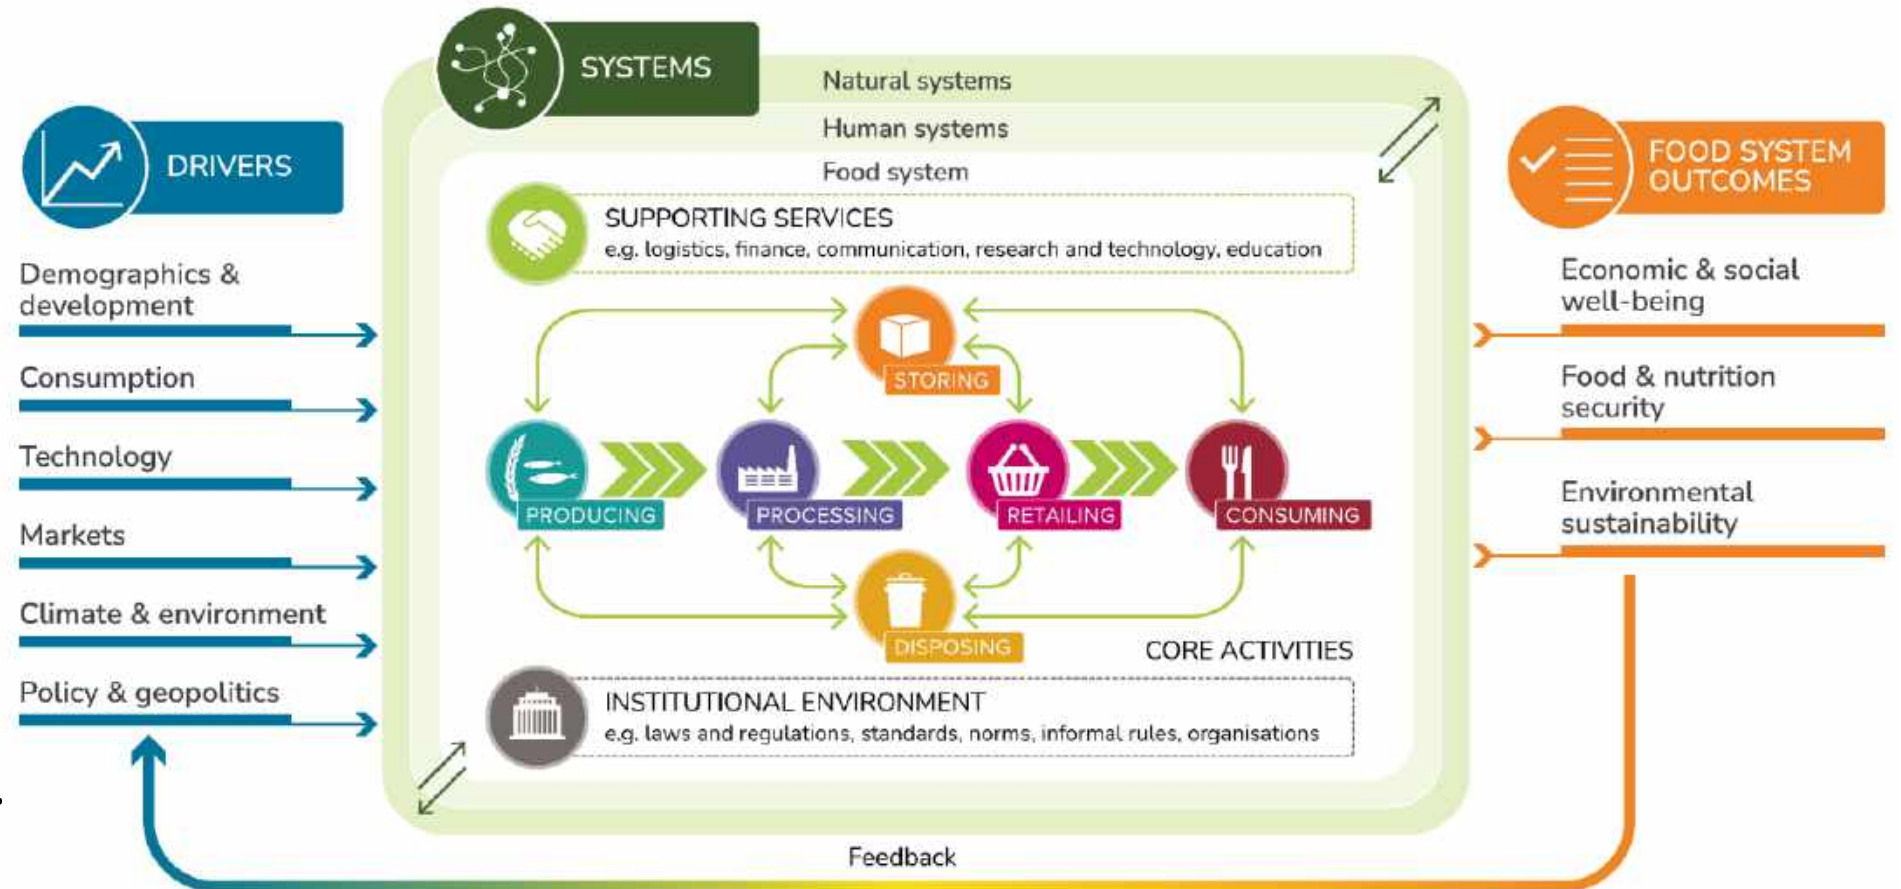 SYSTEMS
Natural systems
Human systems
Food system
DRIVERS
Demographics &
development
Consumption
Technology
Markets
Climate & environment
Policy & geopolitics
SUPPORTING SERVICES
e.g. logistics, finance, communication, research and technology, education
STORING
PRODUCING
PROCESSING
RETAILING
CONSUMING
DISPOSING
CORE ACTIVITIES
INSTITUTIONAL ENVIRONMENT
e.g. laws and regulations, standards, norms, informal rules, organisations
FOOD SYSTEM
OUTCOMES
Economic & social
well-being
Food & nutrition
security
Environmental
sustainability
Feedback